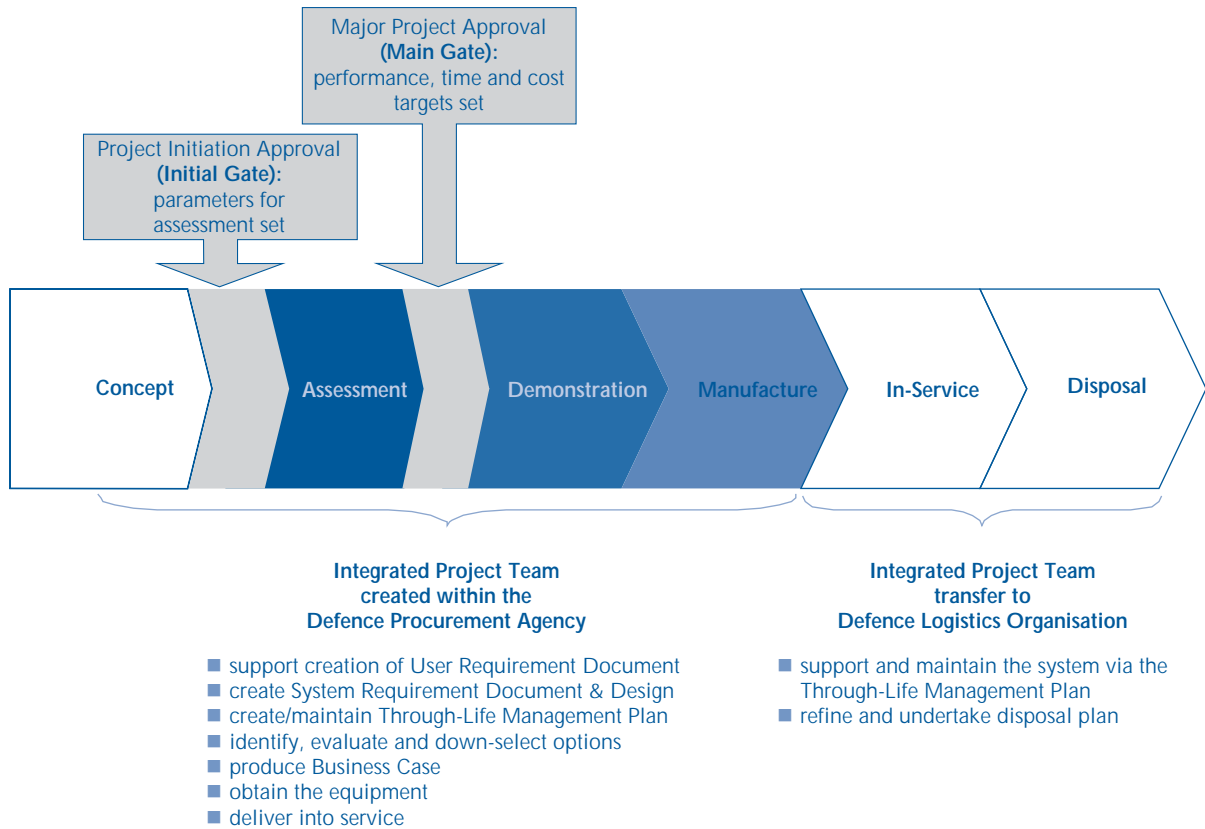 Major Project Approval
(Main Gate):
performance, time and cost
targets set
Project Initiation Approval
(Initial Gate):
parameters for
assessment set
Concept
Assessment
Demonstration
Manufacture
In-Service
Disposal
Integrated Project Team
created within the
Defence Procurement Agency
support creation of User Requirement Document
create System Requirement Document & Design
create/maintain Through-Life Management Plan
identify, evaluate and down-select options
produce Business Case
obtain the equipment
deliver into service
Integrated Project Team
transfer to
Defence Logistics Organisation
support and maintain the system via the
Through-Life Management Plan
refine and undertake disposal plan